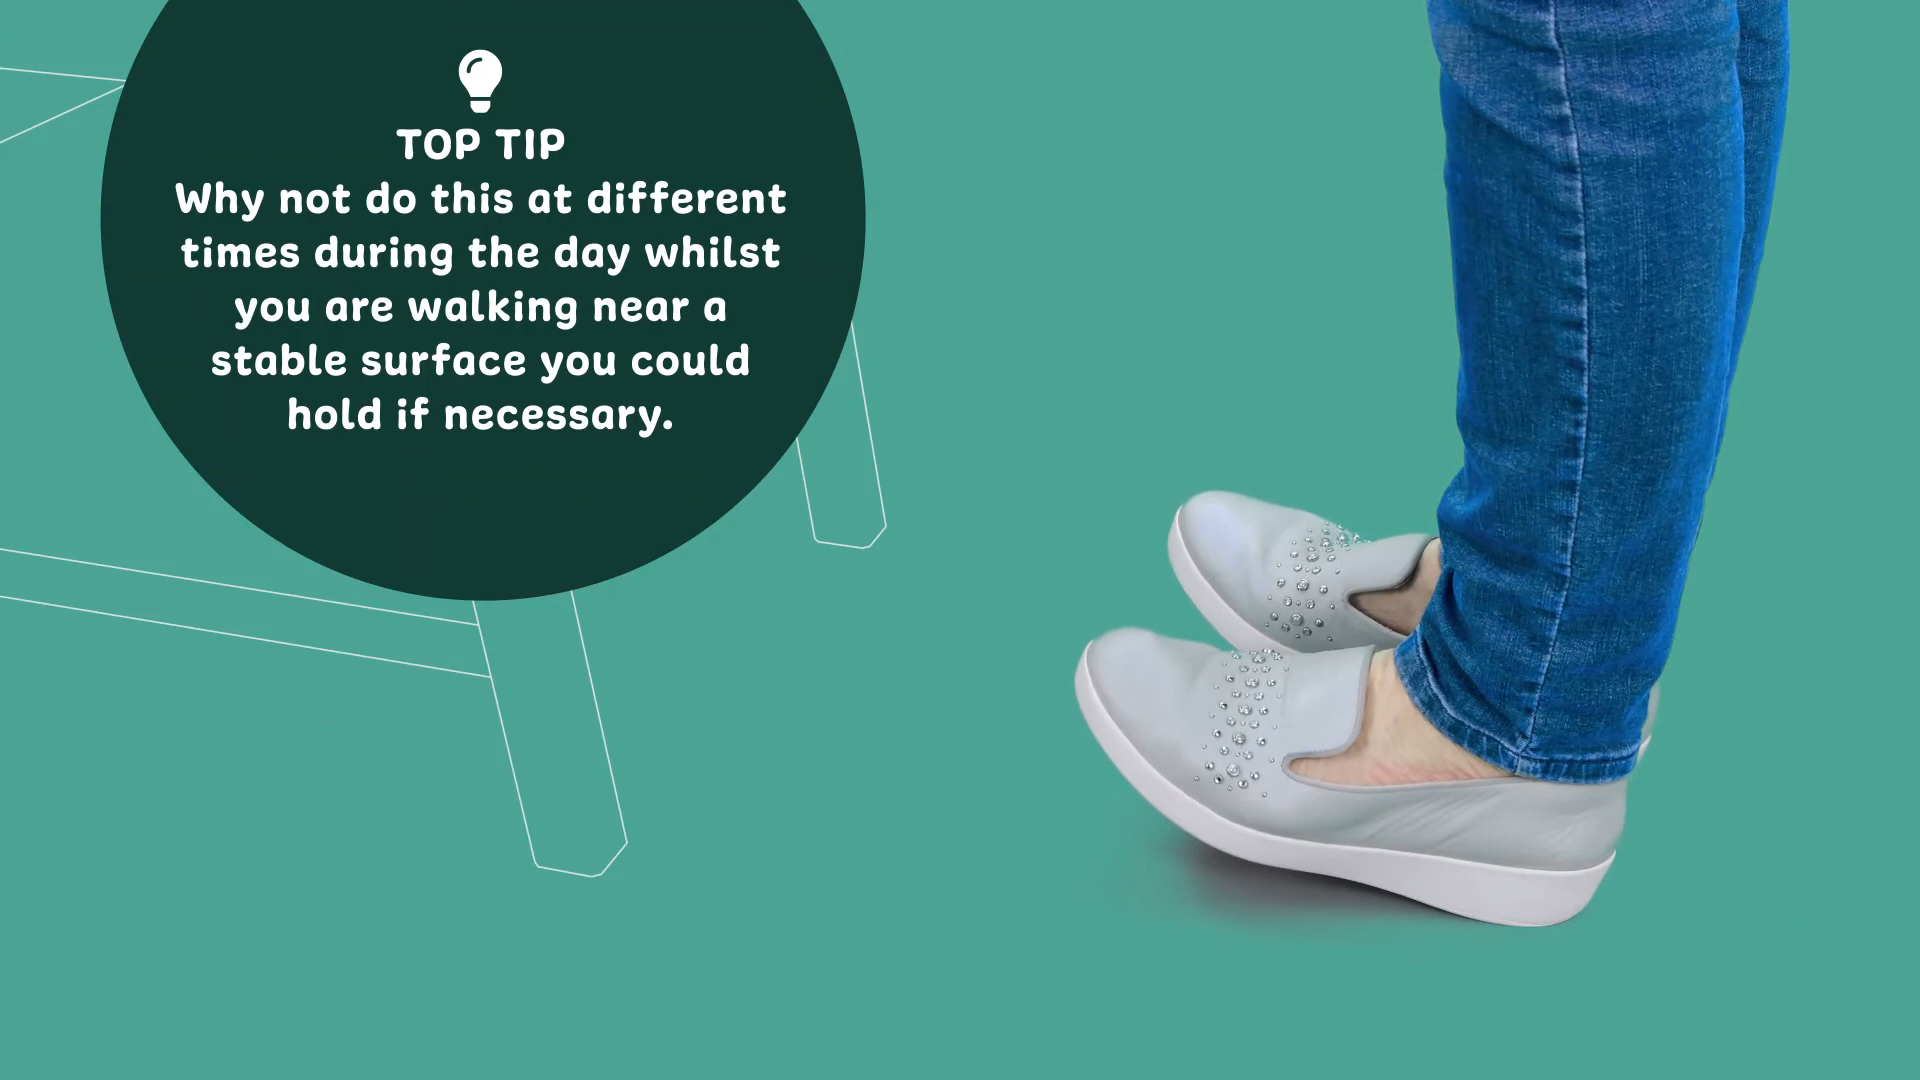 TOP TIP
Why not do this at different
times during the day whilst
you are walking near a
stable surface you could
hold if necessary.